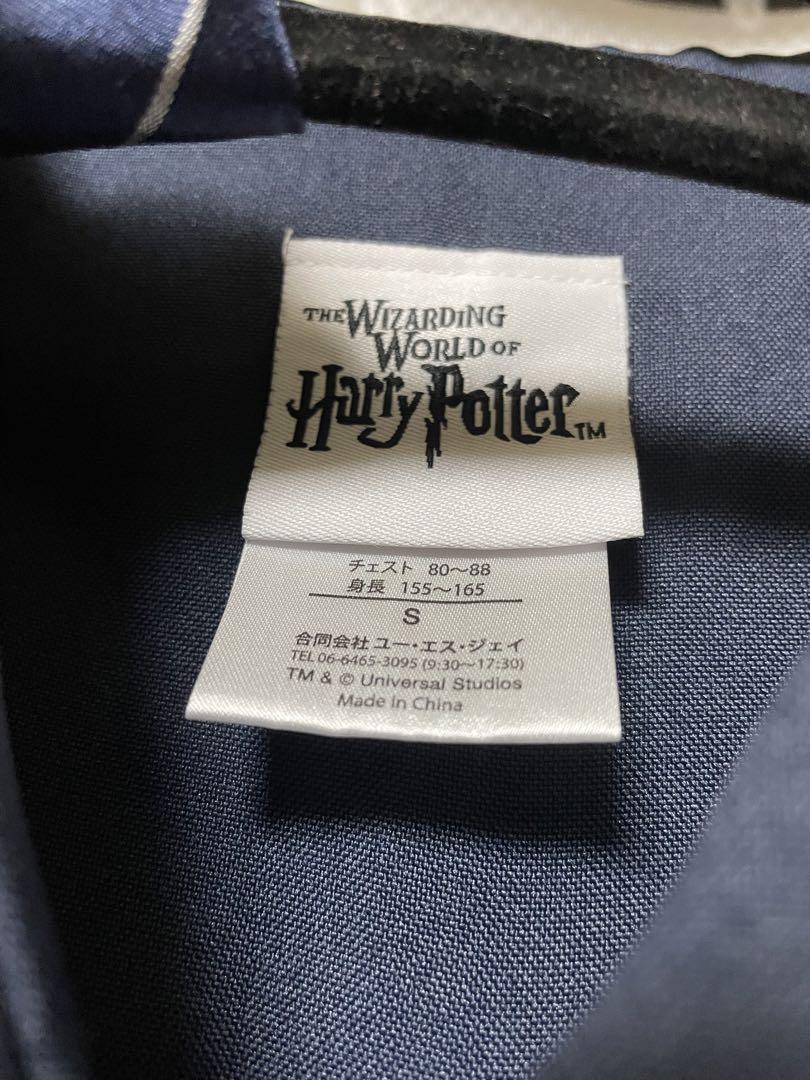 THE WIZARDING
WORLD OF
Harry Potter™
チェスト 80〜88
身長 155〜165
S
合同会社 ユー・エス・ジェイ
TEL 06-6465-3095 (9:30〜17:30)
TM & © Universal Studios
Made in China